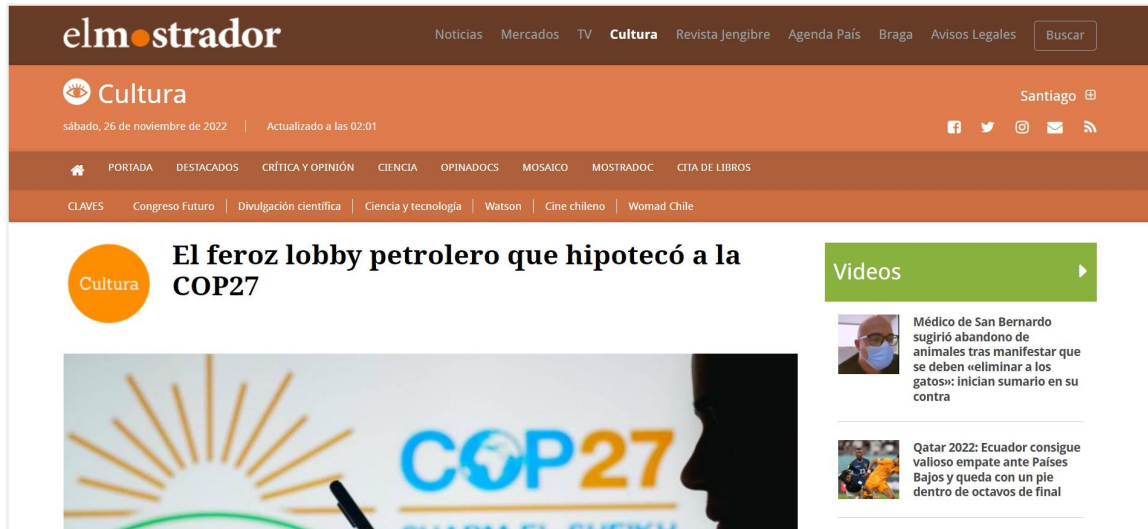 elmostrador
Noticias Mercados TV Cultura Revista Jengibre Agenda País Braga Avisos Legales Buscar
Cultura
Santiago
sábado, 26 de noviembre de 2022 | Actualizado a las 02:01
PORTADA DESTACADOS CRÍTICA Y OPINIÓN CIENCIA OPINADOCS MOSAICO MOSTRADOC CITA DE LIBROS
CLAVES Congreso Futuro | Divulgación científica | Ciencia y tecnología | Watson | Cine chileno | Womad Chile
Cultura
El feroz lobby petrolero que hipotecó a la
COP27
COP27
SHARM EL-SHEIKH
Videos
Médico de San Bernardo
sugirió abandono de
animales tras manifestar que
se deben «eliminar a los
gatos»: inician sumario en su
contra
Qatar 2022: Ecuador consigue
valioso empate ante Países
Bajos y queda con un pie
dentro de octavos de final